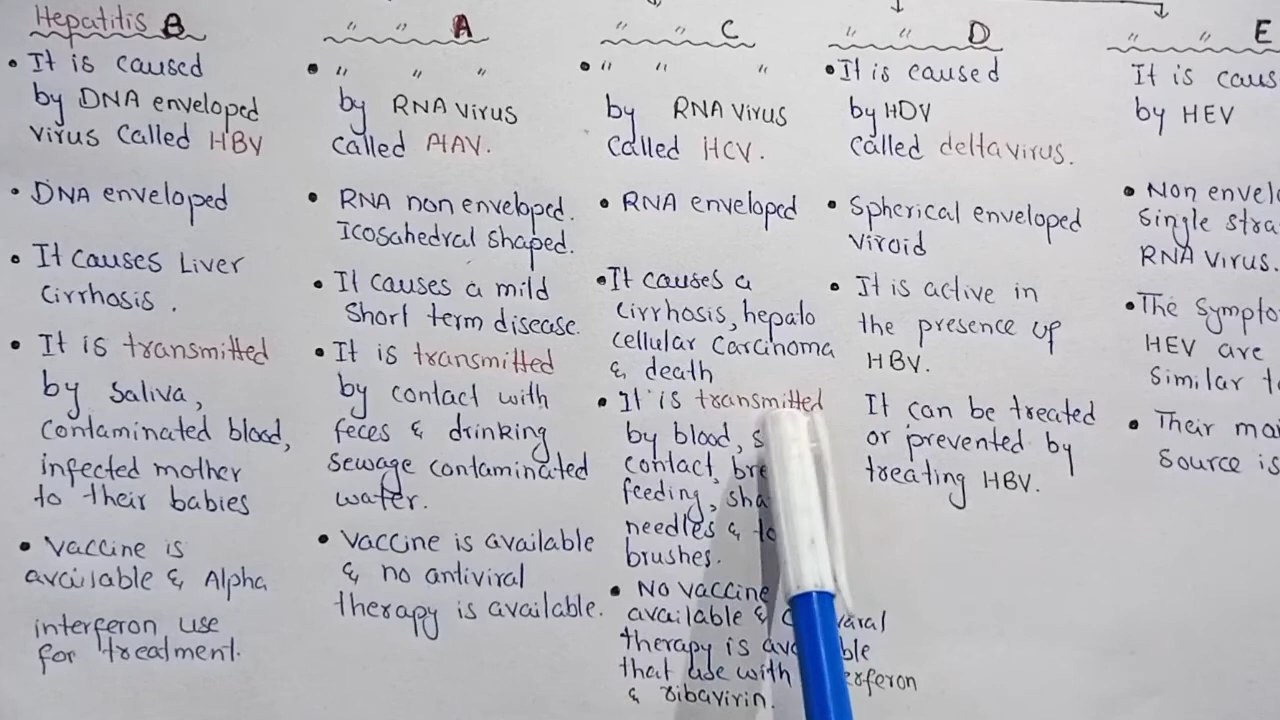 Hepatitis B
It is caused
by DNA enveloped
virus called HBV
DNA enveloped
It causes Liver
cirrhosis.
It is transmitted
by saliva,
contaminated blood,
infected mother
to their babies
Vaccine is
available & Alpha
interferon use
for treatment.
" " A
" " "
by RNA virus
called HAV.
RNA non enveloped.
Icosahedral shaped.
It causes a mild
short term disease.
It is transmitted
by contact with
feces & drinking
sewage contaminated
water.
Vaccine is available
& no antiviral
therapy is available.
" " C
" " "
by RNA virus
called HCV.
RNA enveloped
It causes a
cirrhosis, hepalo
cellular carcinoma
& death
It is transmitted
by blood, s
contact, bre
feeding, sha
needles & to
brushes.
No vaccine
available &
therapy is ava ble
that use with erferon
& ribavirin.
" " D
It is caused
by HDV
called deltavirus.
Spherical enveloped
viroid
It is active in
the presence of
HBV.
It can be treated
or prevented by
treating HBV.
" " E
It is caus
by HEV
Non envel
single stra
RNA virus.
The sympto
HEV are
similar t
Their ma
source is